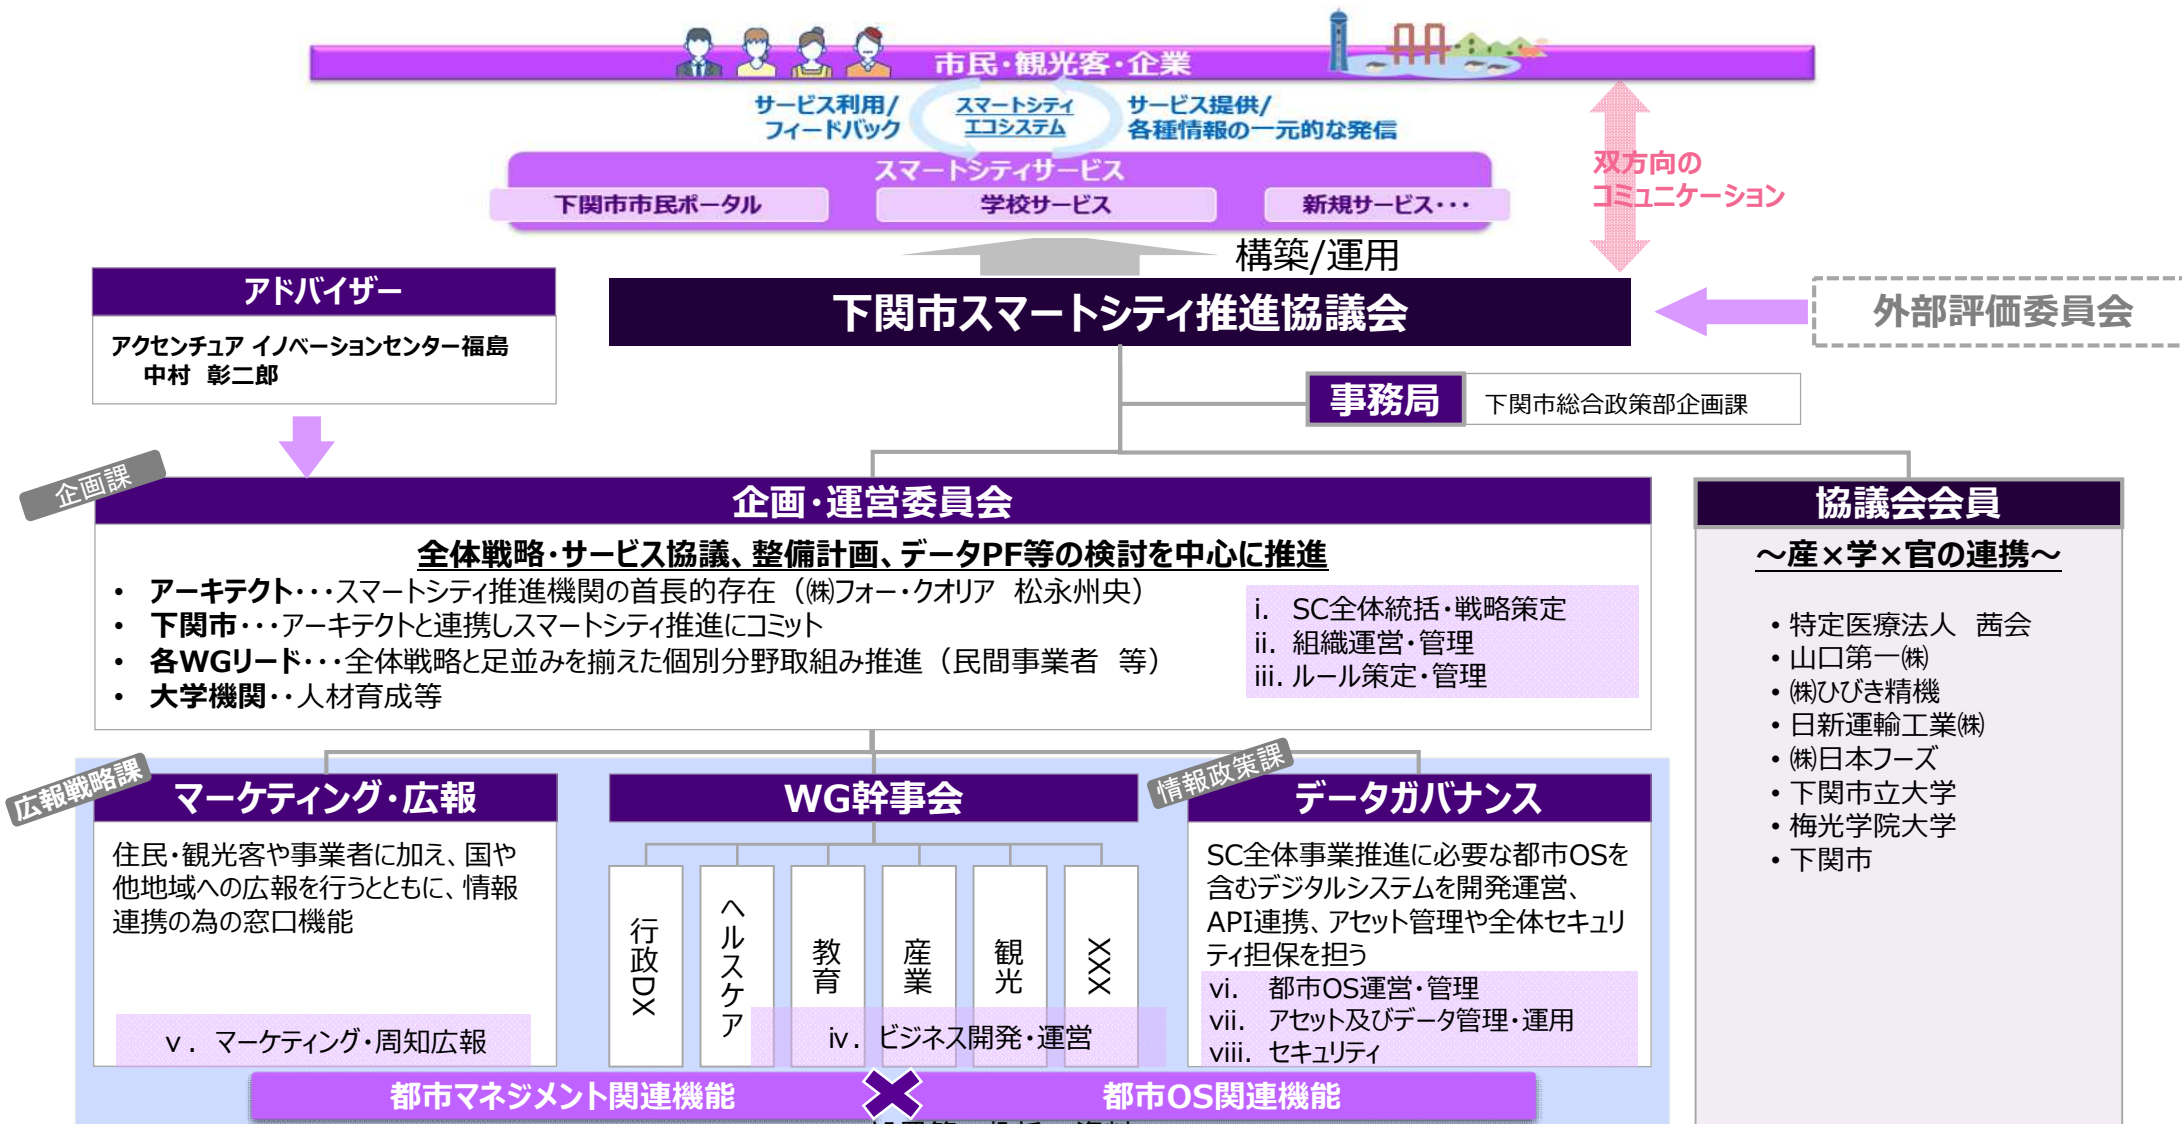 市民・観光客・企業
サービス利用/
フィードバック
スマートシティ
エコシステム
サービス提供/
各種情報の一元的な発信
スマートシティサービス
下関市市民ポータル
学校サービス
新規サービス・・・
双方向の
コミュニケーション
構築/運用
アドバイザー
アクセンチュア イノベーションセンター福島
中村 彰二郎
下関市スマートシティ推進協議会
外部評価委員会
事務局
下関市総合政策部企画課
企画課
企画・運営委員会
全体戦略・サービス協議、整備計画、データPF等の検討を中心に推進
• アーキテクト・・・スマートシティ推進機関の首長的存在（㈱フォー・クオリア 松永州央）
• 下関市・・・アーキテクトと連携しスマートシティ推進にコミット
• 各WGリード・・・全体戦略と足並みを揃えた個別分野取組み推進（民間事業者 等）
• 大学機関・・人材育成等
i. SC全体統括・戦略策定
ii. 組織運営・管理
iii. ルール策定・管理
協議会会員
～産×学×官の連携～
• 特定医療法人 茜会
• 山口第一㈱
• ㈱ひびき精機
• 日新運輸工業㈱
• ㈱日本フーズ
• 下関市立大学
• 梅光学院大学
• 下関市
広報戦略課
マーケティング・広報
住民・観光客や事業者に加え、国や
他地域への広報を行うとともに、情報
連携の為の窓口機能
v. マーケティング・周知広報
WG幹事会
行政DX
ヘルスケア
教育
産業
観光
XXX
iv. ビジネス開発・運営
情報政策課
データガバナンス
SC全体事業推進に必要な都市OSを
含むデジタルシステムを開発運営、
API連携、アセット管理や全体セキュリ
ティ担保を担う
vi. 都市OS運営・管理
vii. アセット及びデータ管理・運用
viii. セキュリティ
都市マネジメント関連機能
都市OS関連機能